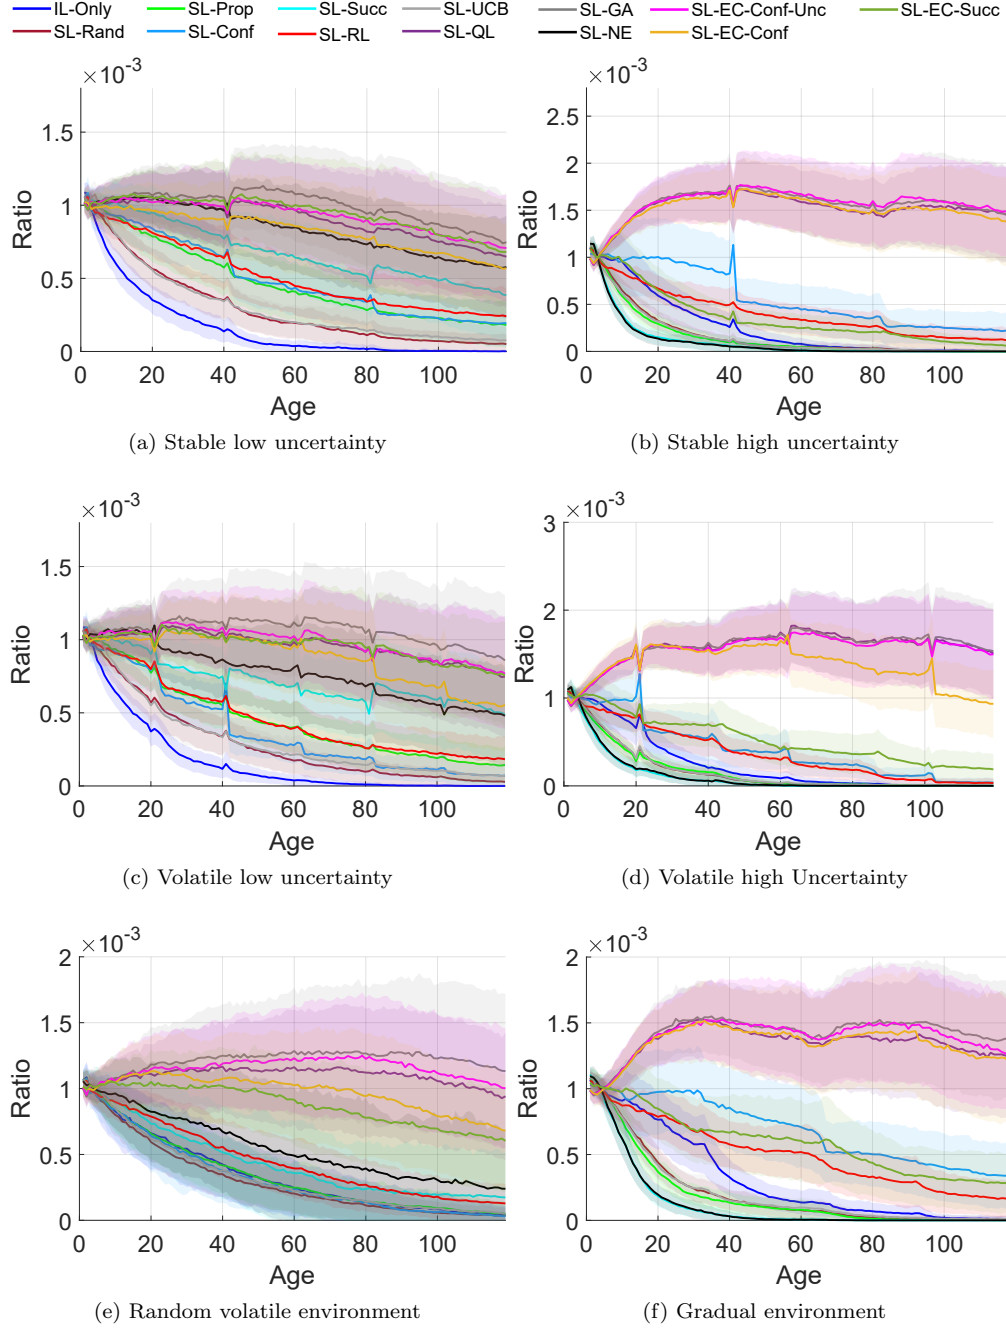 IL-Only SL-Prop SL-Succ SL-UCB SL-GA SL-EC-Conf-Unc SL-EC-Succ
SL-Rand SL-Conf SL-RL SL-QL SL-NE SL-EC-Conf
×10^-3
1.5
1
0.5
0
Ratio
20 40 60 80 100
Age
(a) Stable low uncertainty
×10^-3
2.5
2
1.5
1
0.5
0
Ratio
20 40 60 80 100
Age
(b) Stable high uncertainty
×10^-3
1.5
1
0.5
0
Ratio
20 40 60 80 100
Age
(c) Volatile low uncertainty
×10^-3
3
2
1
0
Ratio
0 20 40 60 80 100
Age
(d) Volatile high Uncertainty
×10^-3
2
1.5
1
0.5
0
Ratio
20 40 60 80 100
Age
(e) Random volatile environment
×10^-3
2
1.5
1
0.5
0
Ratio
20 40 60 80 100
Age
(f) Gradual environment